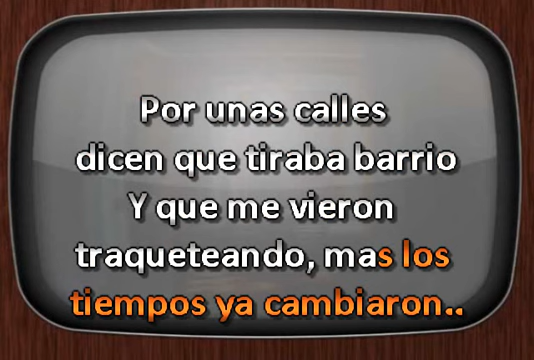 Por unas calles
dicen que tiraba barrio
Y que me vieron
traqueteando, mas los
tiempos ya cambiaron..